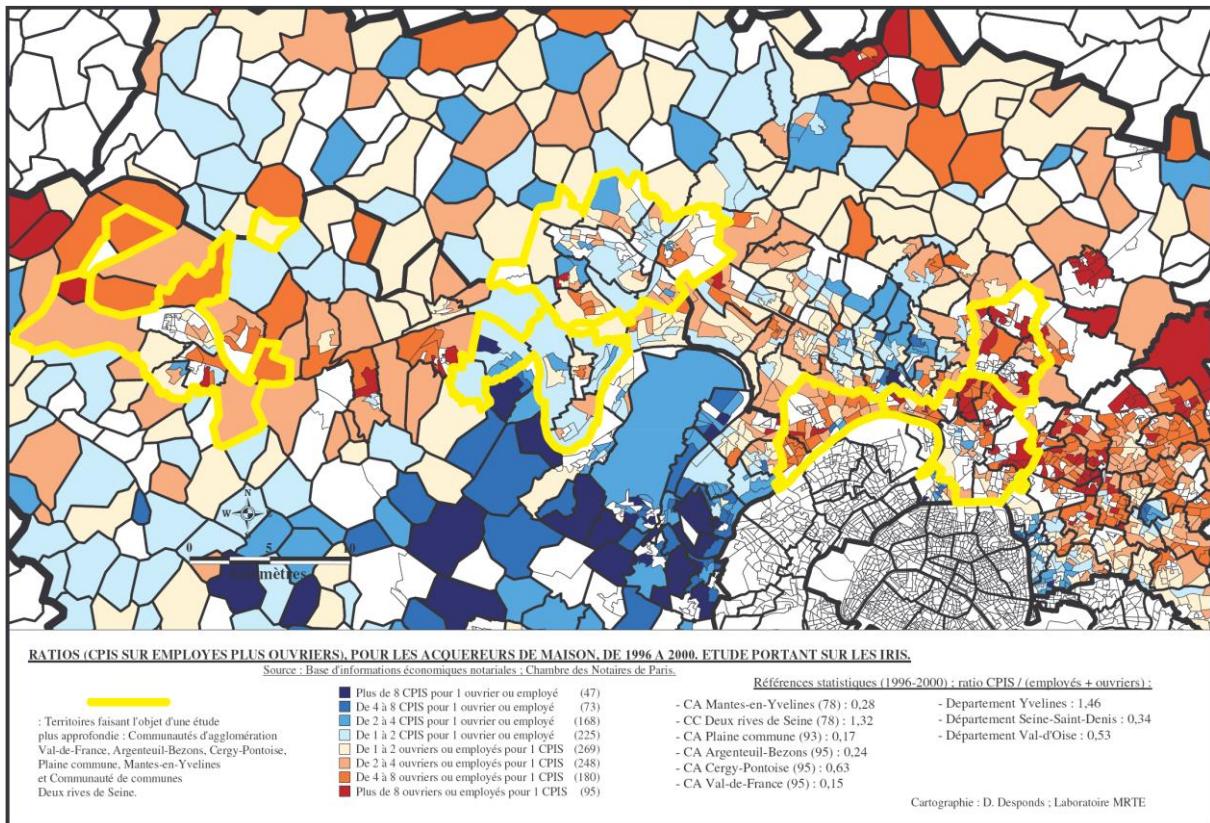 N
W
S
0 5 10
Kilomètres
RATIOS (CPIS SUR EMPLOYES PLUS OUVRIERS), POUR LES ACQUEREURS DE MAISON, DE 1996 A 2000. ETUDE PORTANT SUR LES IRIS.
Source : Base d'informations économiques notariales ; Chambre des Notaires de Paris.
: Territoires faisant l'objet d'une étude
plus approfondie : Communautés d'agglomération
Val-de-France, Argenteuil-Bezons, Cergy-Pontoise,
Plaine commune, Mantes-en-Yvelines
et Communauté de communes
Deux rives de Seine.
Plus de 8 CPIS pour 1 ouvrier ou employé (47)
De 4 à 8 CPIS pour 1 ouvrier ou employé (73)
De 2 à 4 CPIS pour 1 ouvrier ou employé (168)
De 1 à 2 CPIS pour 1 ouvrier ou employé (225)
De 1 à 2 ouvriers ou employés pour 1 CPIS (269)
De 2 à 4 ouvriers ou employés pour 1 CPIS (248)
De 4 à 8 ouvriers ou employés pour 1 CPIS (180)
Plus de 8 ouvriers ou employés pour 1 CPIS (95)
Références statistiques (1996-2000) ; ratio CPIS / (employés + ouvriers) :
- CA Mantes-en-Yvelines (78) : 0,28
- CC Deux rives de Seine (78) : 1,32
- CA Plaine commune (93) : 0,17
- CA Argenteuil-Bezons (95) : 0,24
- CA Cergy-Pontoise (95) : 0,63
- CA Val-de-France (95) : 0,15
- Departement Yvelines : 1,46
- Département Seine-Saint-Denis : 0,34
- Département Val-d'Oise : 0,53
Cartographie : D. Desponds ; Laboratoire MRTE